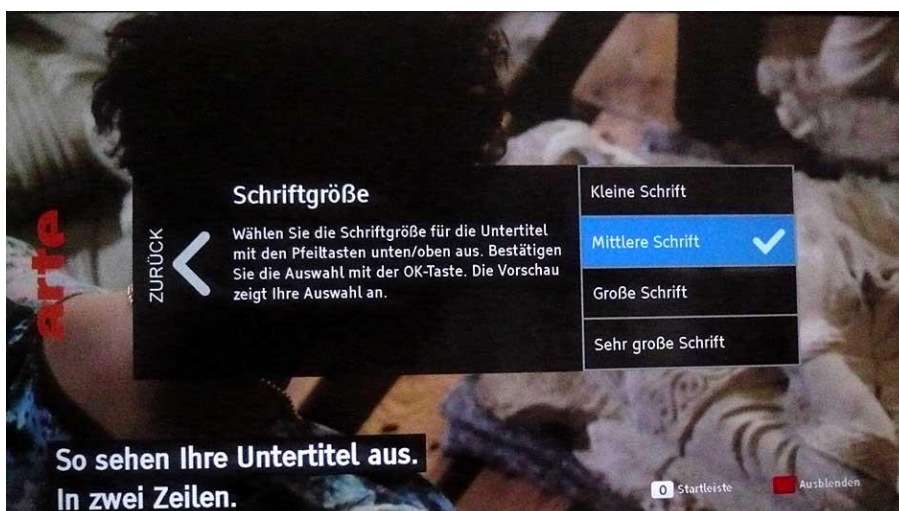 arte
ZURÜCK
Schriftgröße
Wählen Sie die Schriftgröße für die Untertitel
mit den Pfeiltasten unten/oben aus. Bestätigen
Sie die Auswahl mit der OK-Taste. Die Vorschau
zeigt Ihre Auswahl an.
Kleine Schrift
Mittlere Schrift
Große Schrift
Sehr große Schrift
So sehen Ihre Untertitel aus.
In zwei Zeilen.
0 Startleiste
Ausblenden